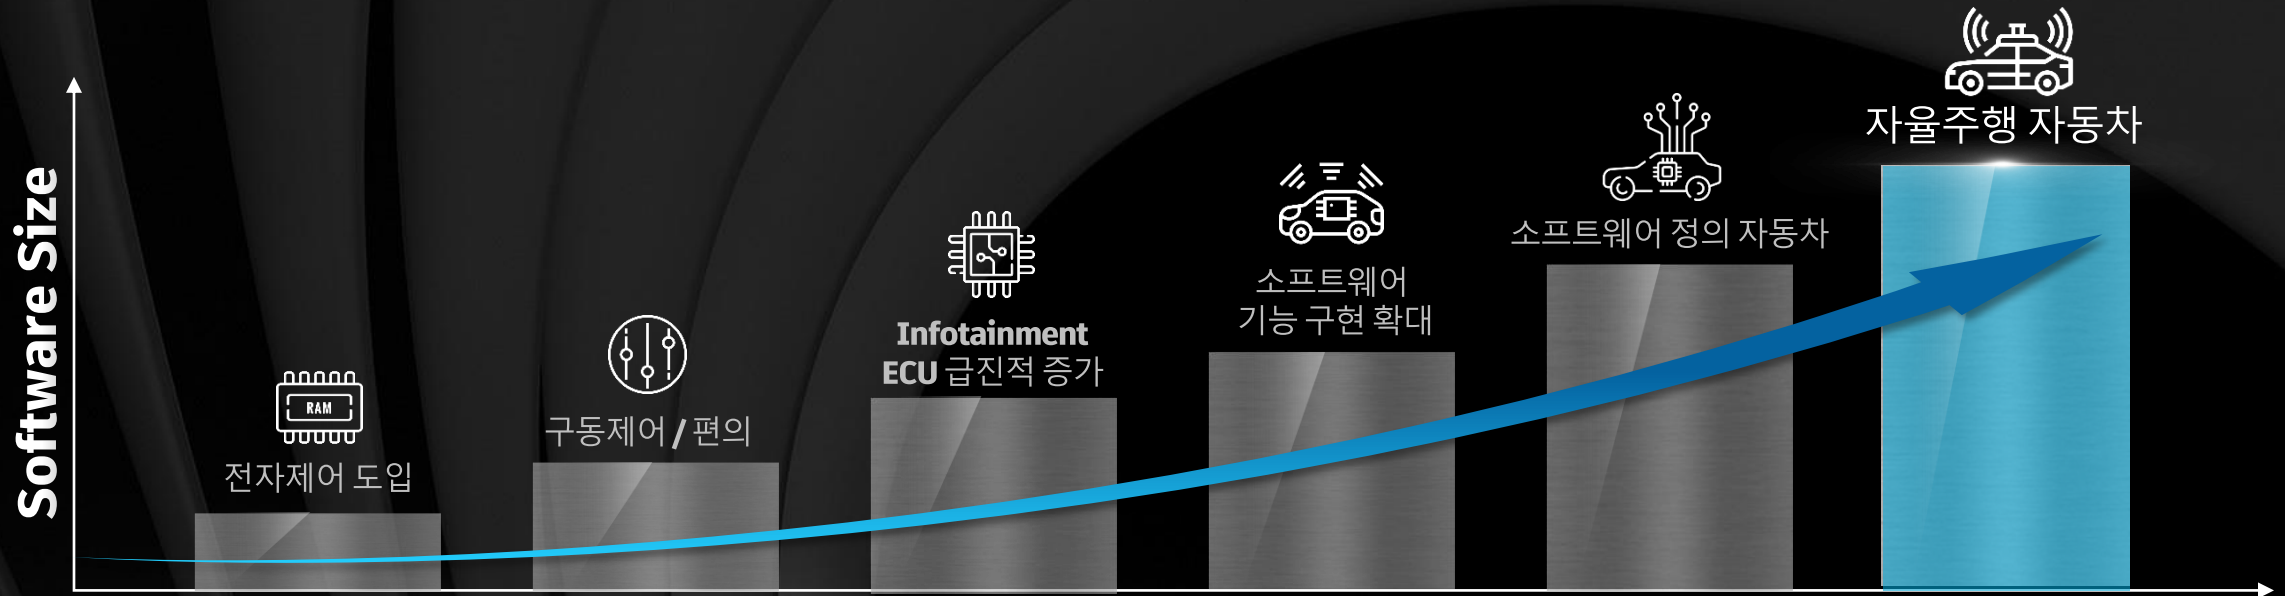 Software Size
RAM
전자제어 도입
구동제어 / 편의
Infotainment
ECU 급진적 증가
소프트웨어
기능 구현 확대
소프트웨어 정의 자동차
자율주행 자동차